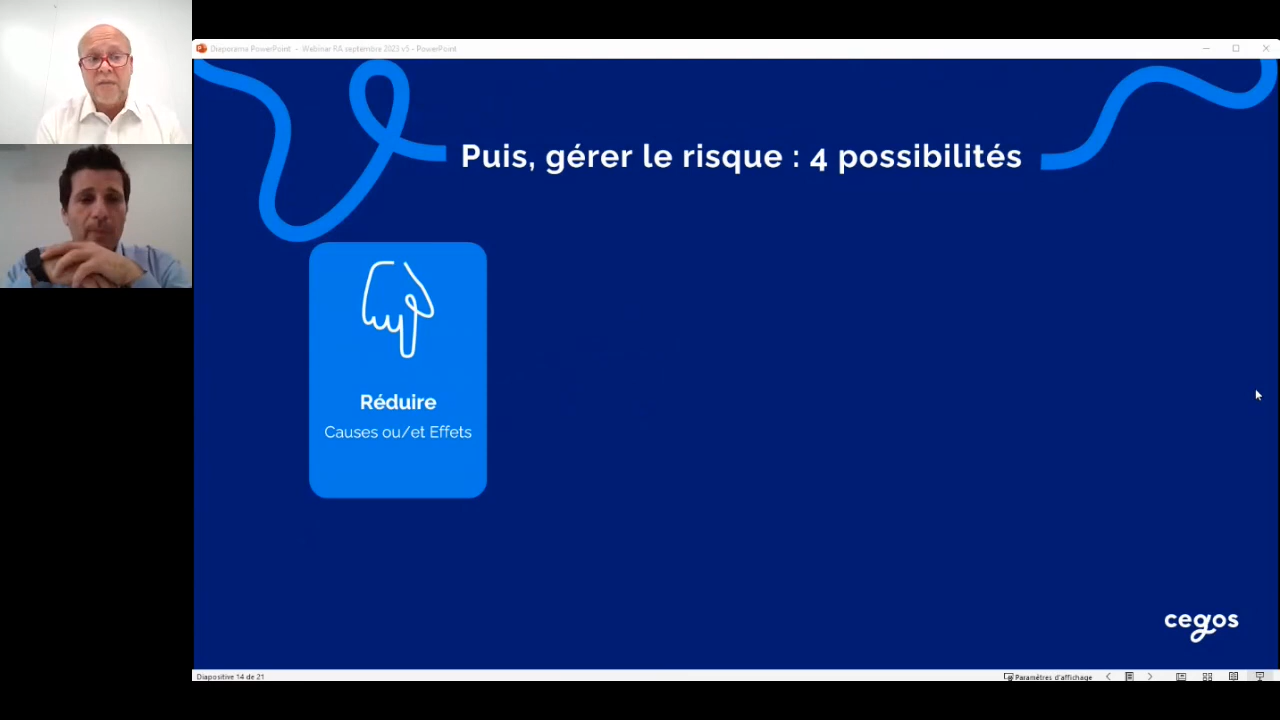 Diaporama PowerPoint - Webinar RA septembre 2023 v5 - PowerPoint
Puis, gérer le risque : 4 possibilités
Réduire
Causes ou/et Effets
cegos
Diapositive 14 de 21
Paramètres d'affichage